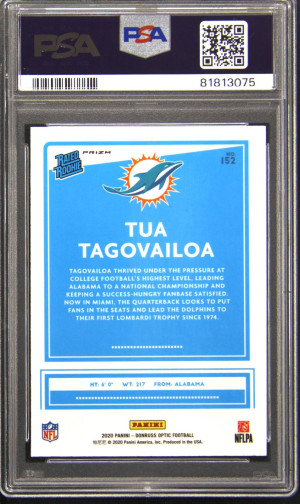 PSA
PSA
81813075
RATED
ROOKIE
PRIZM
NO.
152
TUA
TAGOVAILOA
TAGOVAILOA THRIVED UNDER THE PRESSURE AT
COLLEGE FOOTBALL'S HIGHEST LEVEL, LEADING
ALABAMA TO A NATIONAL CHAMPIONSHIP AND
KEEPING A SUCCESS-HUNGRY FANBASE SATISFIED.
NOW IN MIAMI, THE QUARTERBACK LOOKS TO PUT
FANS IN THE SEATS AND LEAD THE DOLPHINS TO
THEIR FIRST LOMBARDI TROPHY SINCE 1974.
HT: 6' 0" WT: 217 FROM: ALABAMA
NFL
PANINI
NFLPA
2020 PANINI - DONRUSS OPTIC FOOTBALL
© 2020 Panini America, Inc. Produced in the USA.